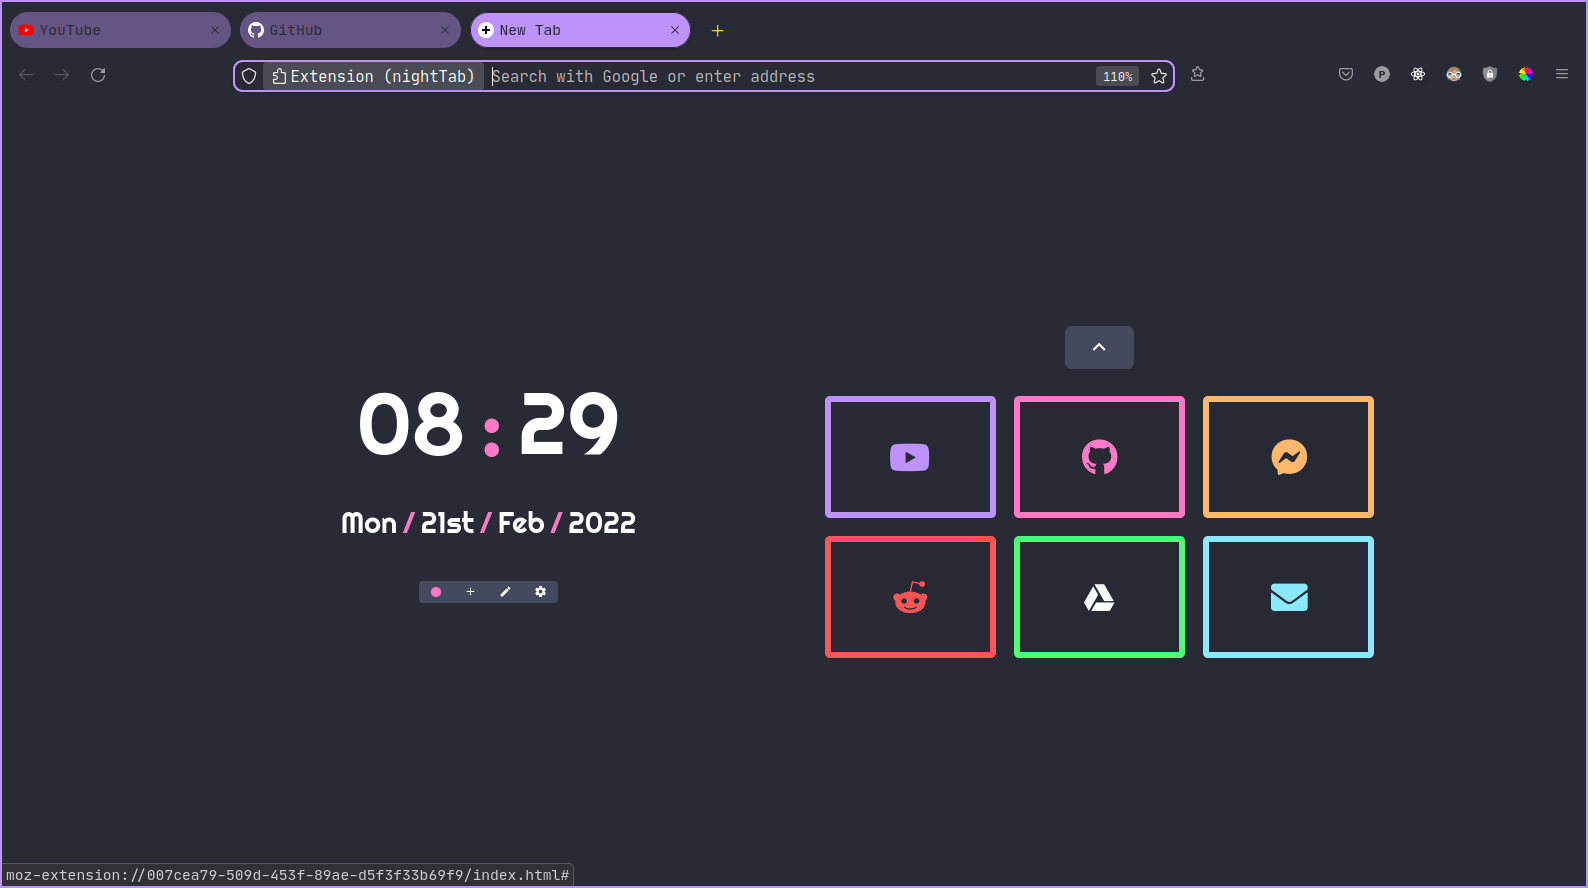 YouTube
GitHub
New Tab
Extension (nightTab)
Search with Google or enter address
110%
P
08:29
Mon / 21st / Feb / 2022
moz-extension://007cea79-509d-453f-89ae-d5f3f33b69f9/index.html#